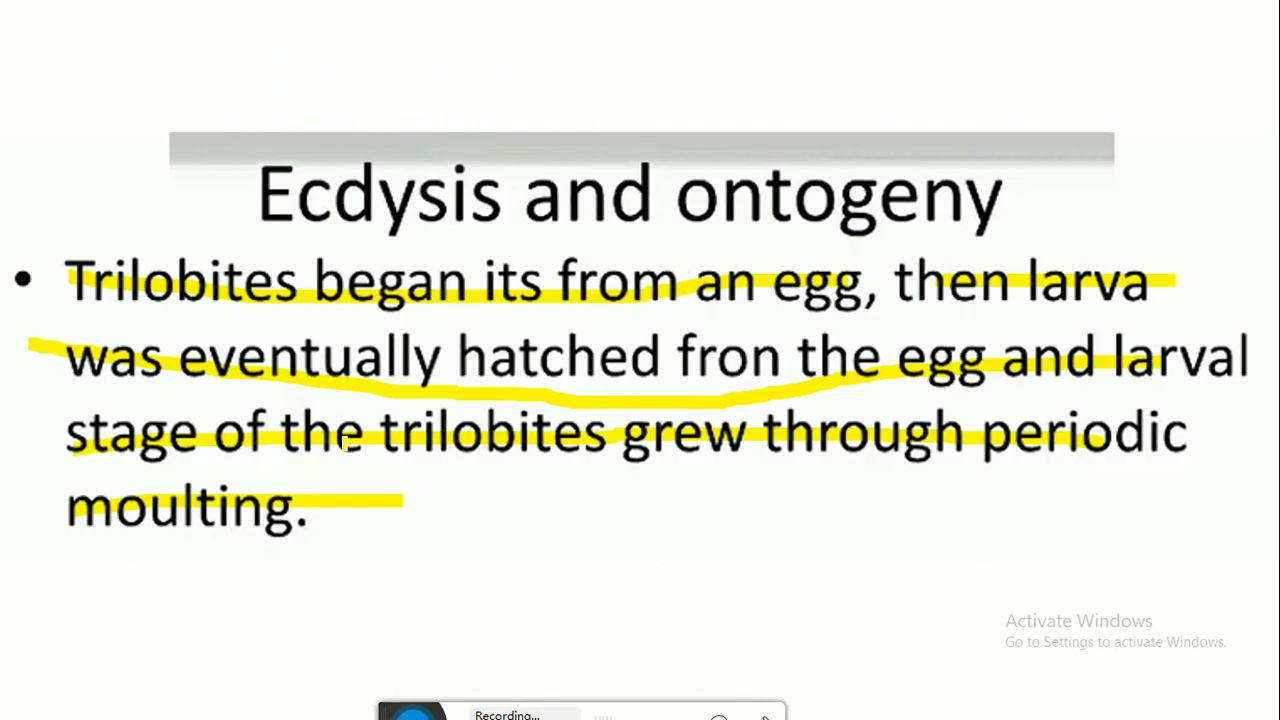 Ecdysis and ontogeny
• Trilobites began its from an egg, then larva
was eventually hatched fron the egg and larval
stage of the trilobites grew through periodic
moulting.
Activate Windows
Go to Settings to activate Windows.
Recording...